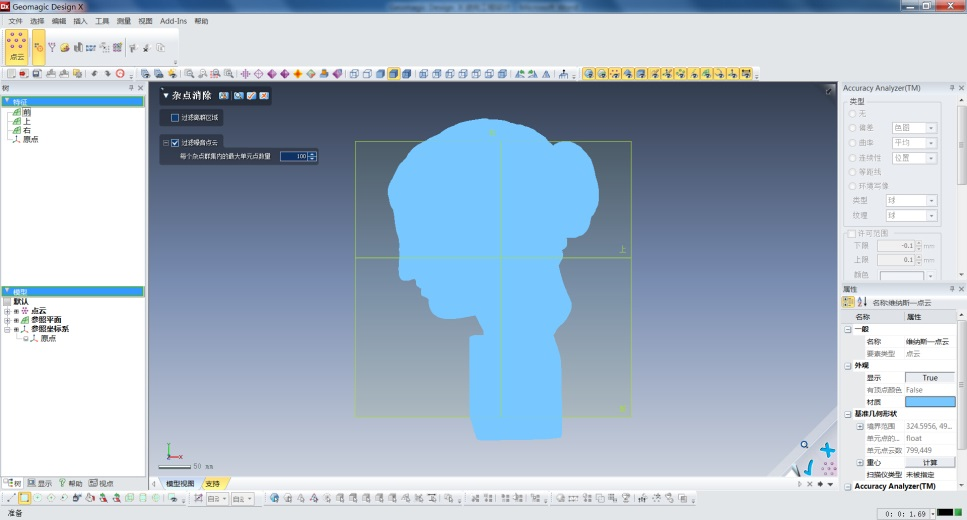 Geomagic Design X
文件 选择 编辑 插入 工具 测量 视图 Add-Ins 帮助
点云
树
特征
前
上
右
原点
模型
默认
点云
参照平面
参照坐标系
原点
树 显示 帮助 视点
准备
杂点消除
过滤噪音点云
每个杂点群集内的最大单元点数量 100
上
50 mm
模型视图 支持
Accuracy Analyzer(TM)
类型
无
偏差 色图
曲率 平均
连续性 位置
等距线
环境写像
类型 球
纹理 球
许可范围
下限 -0.1 mm
上限 0.1 mm
颜色
属性
名称:维纳斯—点云
名称 属性
一般
名称 维纳斯—点云
要素类型 点云
外观
显示 True
有顶点颜色 False
材质
基准几何形状
境界范围 324.5956, 49...
单元点的... float
单元点云数 799,449
重心 计算
扫描仪类型 未被指定
Accuracy Analyzer(TM)
0: 0: 1.69